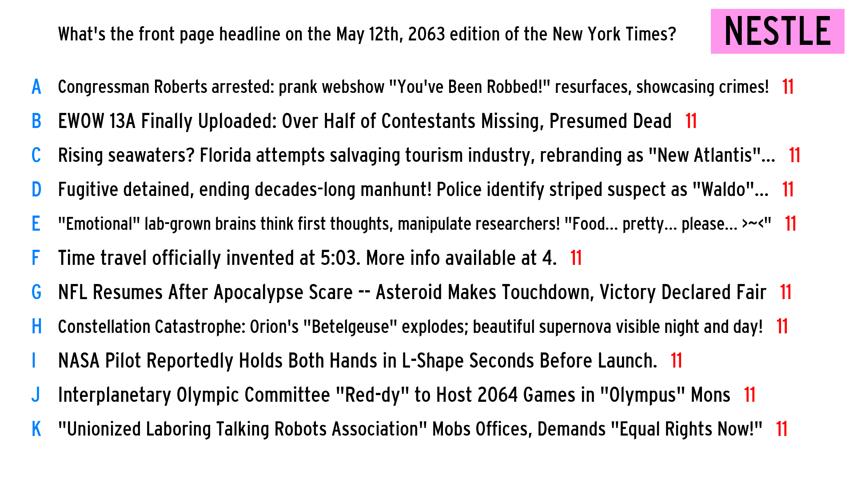 What's the front page headline on the May 12th, 2063 edition of the New York Times? NESTLE
A Congressman Roberts arrested: prank webshow "You've Been Robbed!" resurfaces, showcasing crimes! 11
B EWOW 13A Finally Uploaded: Over Half of Contestants Missing, Presumed Dead 11
C Rising seawaters? Florida attempts salvaging tourism industry, rebranding as "New Atlantis"... 11
D Fugitive detained, ending decades-long manhunt! Police identify striped suspect as "Waldo"... 11
E "Emotional" lab-grown brains think first thoughts, manipulate researchers! "Food... pretty... please... >~<" 11
F Time travel officially invented at 5:03. More info available at 4. 11
G NFL Resumes After Apocalypse Scare -- Asteroid Makes Touchdown, Victory Declared Fair 11
H Constellation Catastrophe: Orion's "Betelgeuse" explodes; beautiful supernova visible night and day! 11
I NASA Pilot Reportedly Holds Both Hands in L-Shape Seconds Before Launch. 11
J Interplanetary Olympic Committee "Red-dy" to Host 2064 Games in "Olympus" Mons 11
K "Unionized Laboring Talking Robots Association" Mobs Offices, Demands "Equal Rights Now!" 11